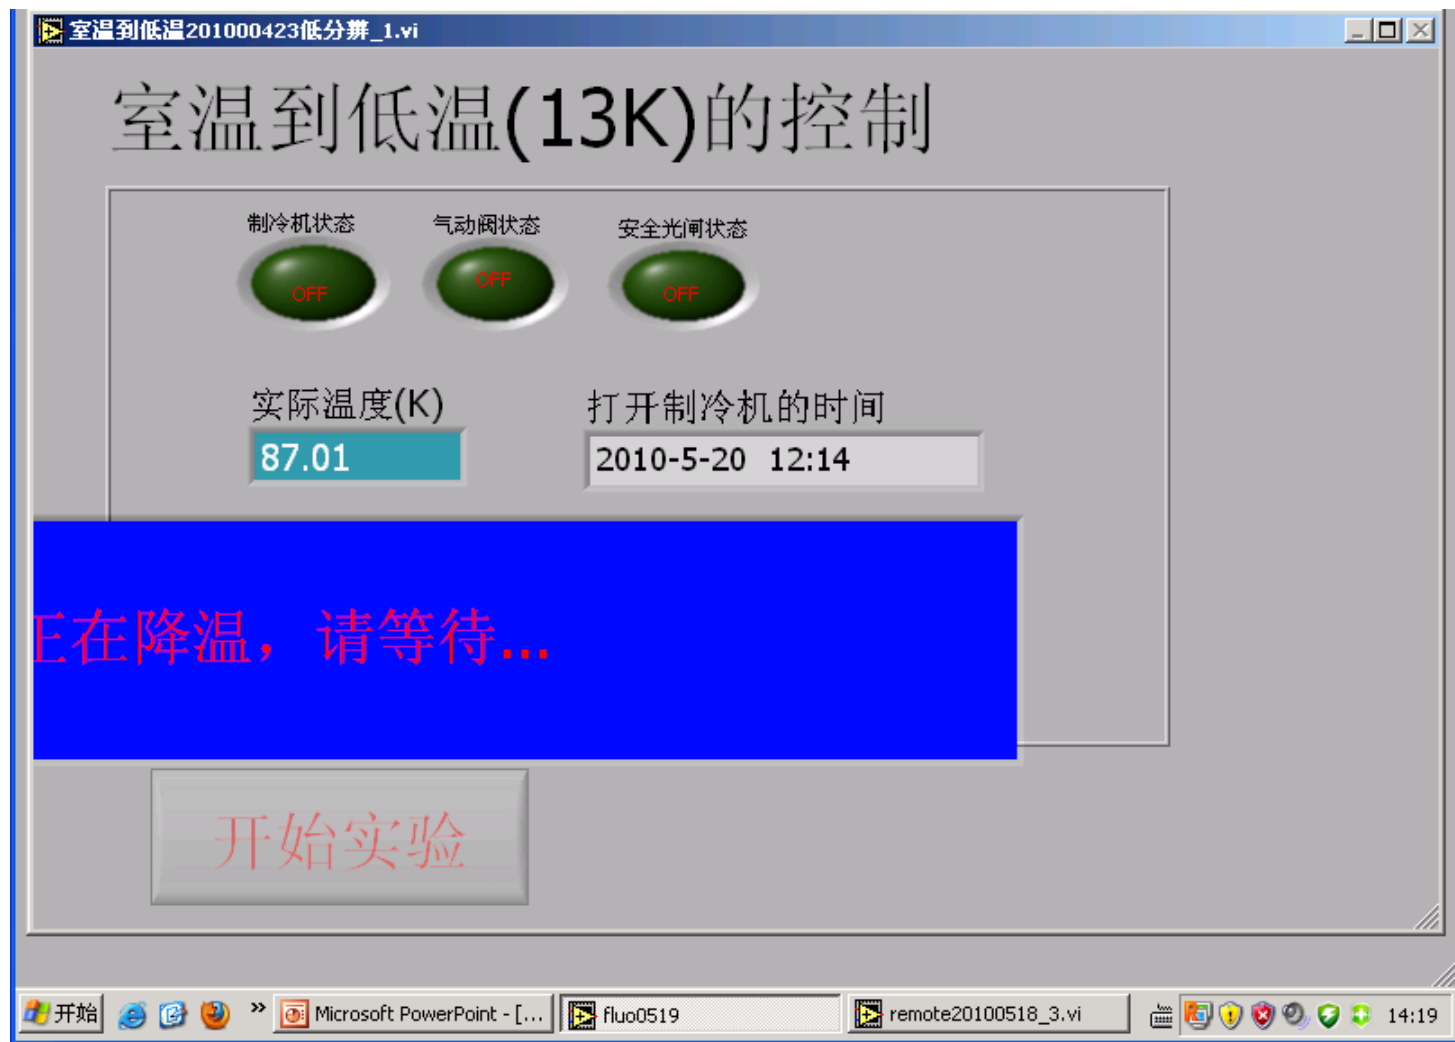 室温到低温201000423低分辨_1.vi
室温到低温(13K)的控制
制冷机状态 气动阀状态 安全光闸状态
OFF OFF OFF
实际温度(K) 打开制冷机的时间
87.01 2010-5-20 12:14
正在降温，请等待...
开始实验
开始 » Microsoft PowerPoint - [... fluo0519 remote20100518_3.vi 14:19